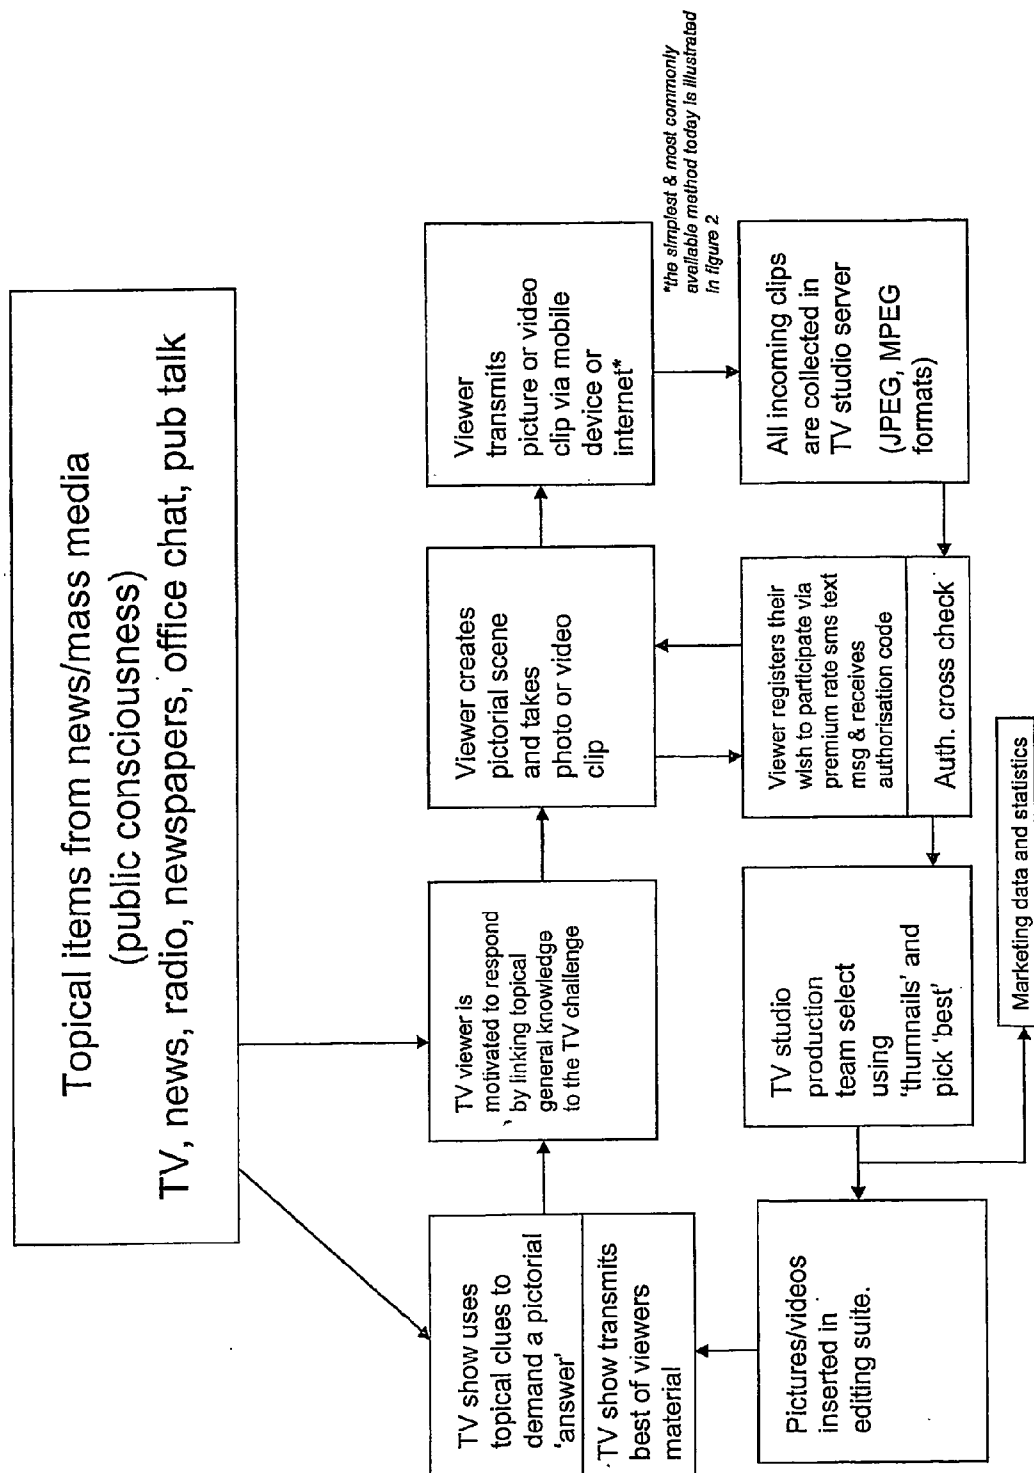 Topical items from news/mass media
(public consciousness)
TV, news, radio, newspapers, office chat, pub talk
TV show uses
topical clues to
demand a pictorial
‘answer’
TV show transmits
best of viewers
material
TV viewer is
motivated to respond
by linking topical
general knowledge
to the TV challenge
Viewer creates
pictorial scene
and takes
photo or video
clip
Viewer
transmits
picture or video
clip via mobile
device or
internet*
*the simplest & most commonly
available method today is illustrated
in figure 2
All incoming clips
are collected in
TV studio server
(JPEG, MPEG
formats)
Viewer registers their
wish to participate via
premium rate sms text
msg & receives
authorisation code
Auth. cross check
TV studio
production
team select
using
‘thumnails’ and
pick ‘best’
Marketing data and statistics
Pictures/videos
inserted in
editing suite.